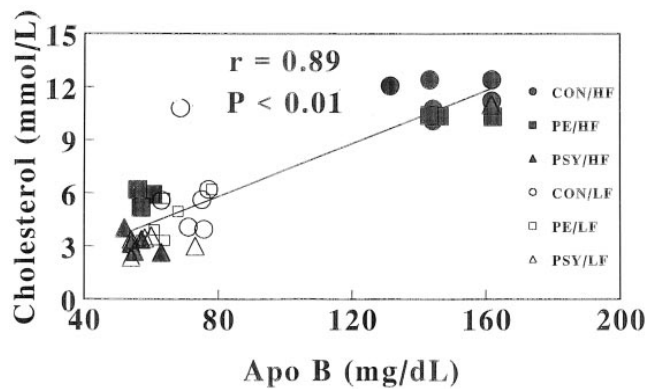 Cholesterol (mmol/L)
15
12
9
6
3
0
r = 0.89
P < 0.01
CON/HF
PE/HF
PSY/HF
CON/LF
PE/LF
PSY/LF
40
80
120
160
200
Apo B (mg/dL)